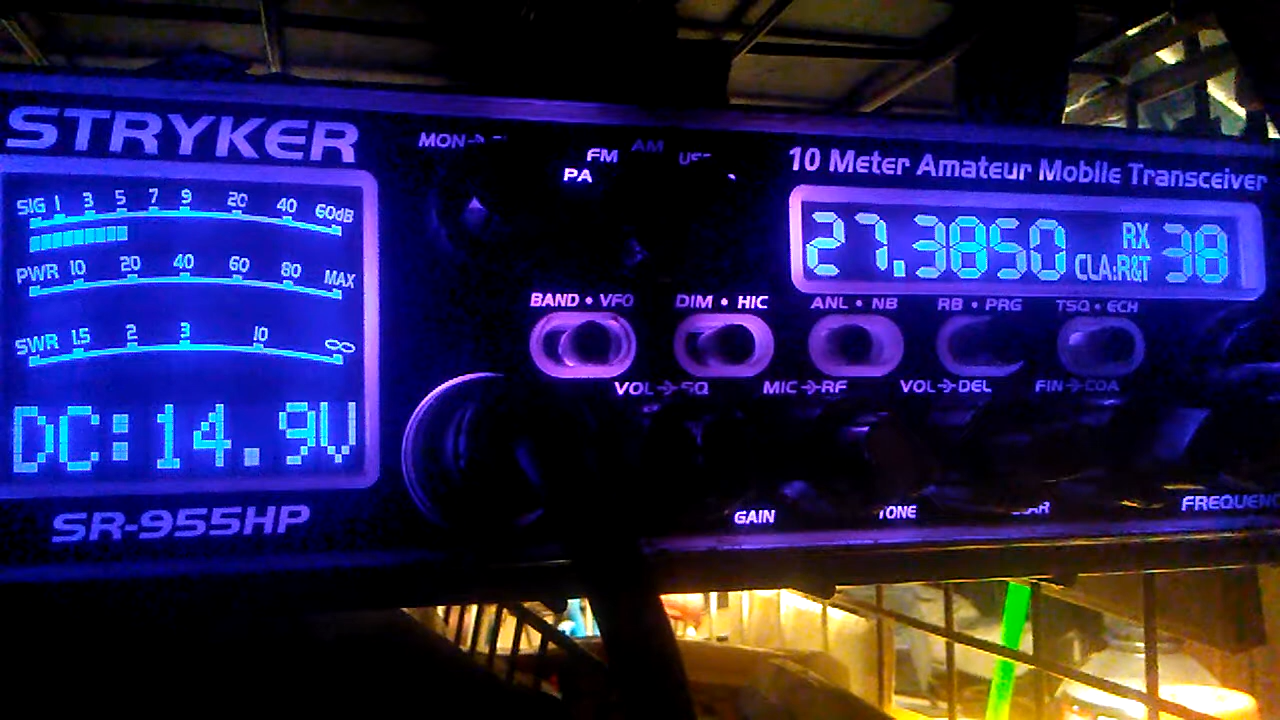 STRYKER
SIG 1 3 5 7 9 20 40 60dB
PWR 10 20 40 60 80 MAX
SWR 1.5 2 3 10 ∞
DC:14.9V
SR-955HP
MON→
PA FM AM
10 Meter Amateur Mobile Transceiver
27.3850 RX CLA:R&T 38
BAND • VFO DIM • HIC ANL • NB RB • PRG TSQ • ECH
VOL→SQ MIC→RF VOL→DEL FIN→COA
GAIN TONE FREQUENC